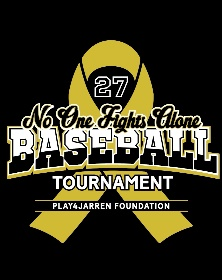 27
No One Fights Alone
BASEBALL
TOURNAMENT
PLAY4JARREN FOUNDATION